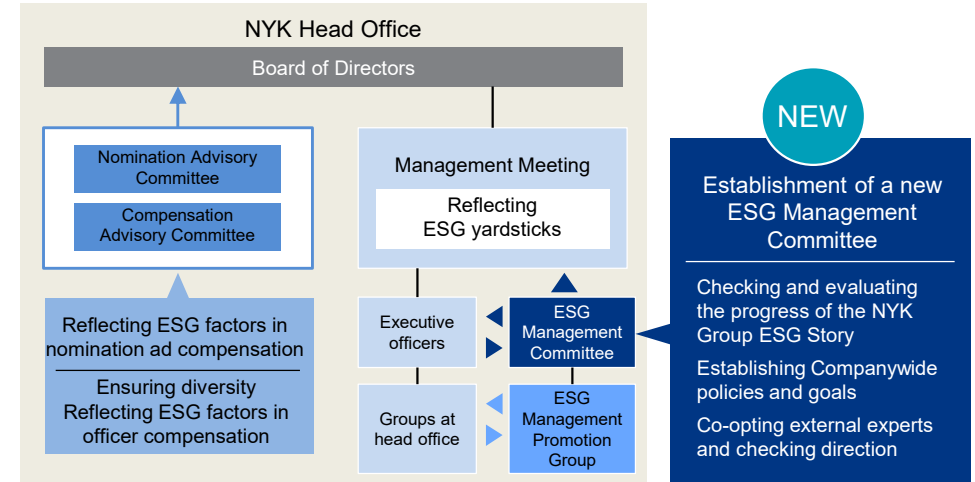 NYK Head Office
Board of Directors
Nomination Advisory
Committee
Compensation
Advisory Committee
Reflecting ESG factors in
nomination ad compensation
Ensuring diversity
Reflecting ESG factors in
officer compensation
Management Meeting
Reflecting
ESG yardsticks
Executive
officers
ESG
Management
Committee
Groups at
head office
ESG
Management
Promotion
Group
NEW
Establishment of a new
ESG Management
Committee
Checking and evaluating
the progress of the NYK
Group ESG Story
Establishing Companywide
policies and goals
Co-opting external experts
and checking direction